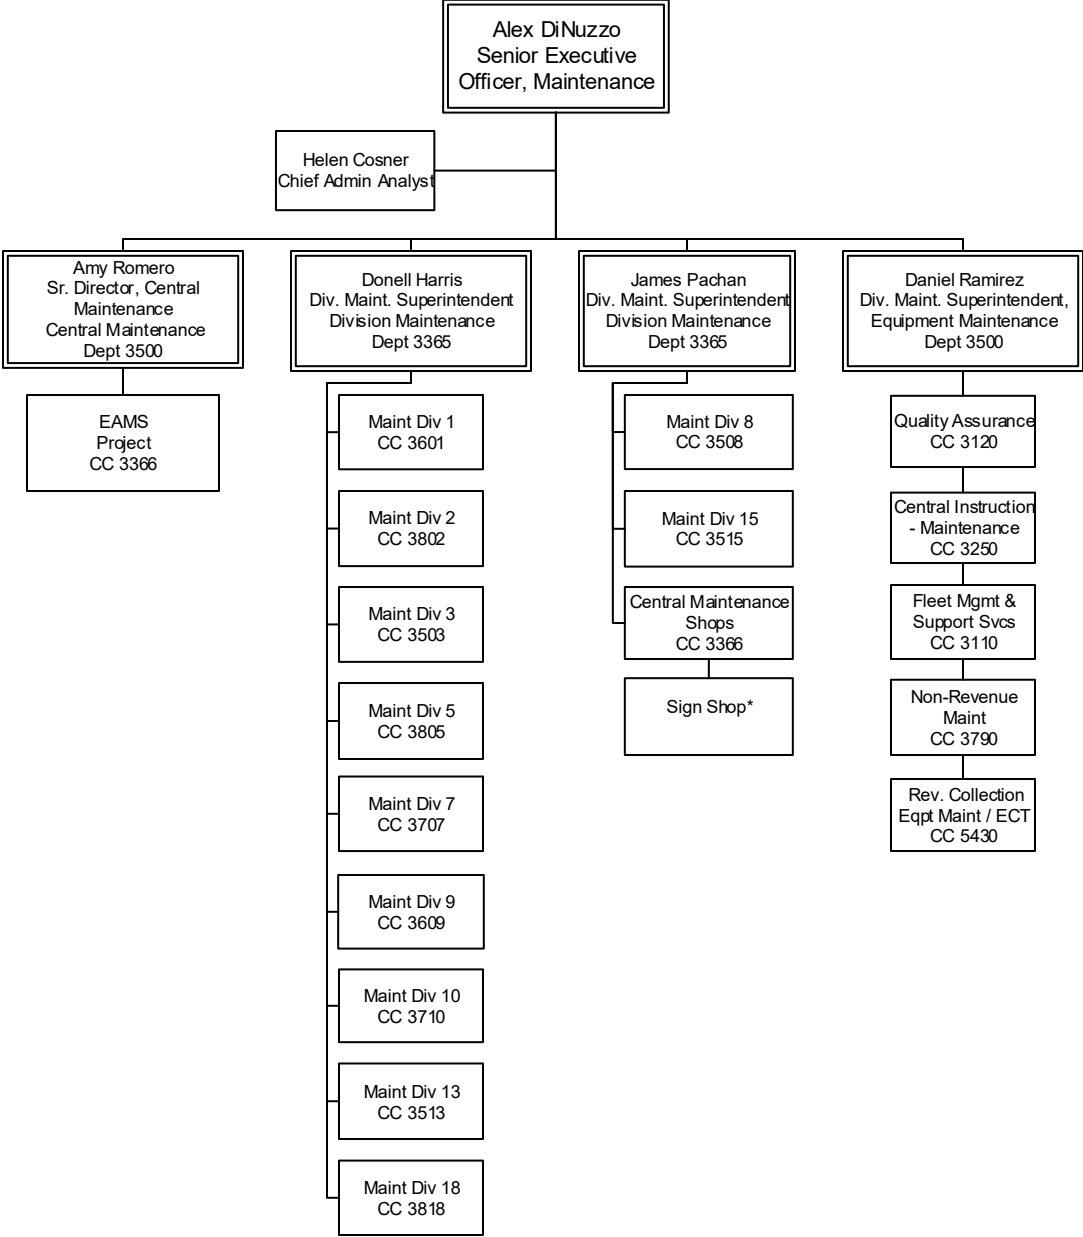 Alex DiNuzzo
Senior Executive
Officer, Maintenance
Helen Cosner
Chief Admin Analyst
Amy Romero
Sr. Director, Central
Maintenance
Central Maintenance
Dept 3500
EAMS
Project
CC 3366
Donell Harris
Div. Maint. Superintendent
Division Maintenance
Dept 3365
Maint Div 1
CC 3601
Maint Div 2
CC 3802
Maint Div 3
CC 3503
Maint Div 5
CC 3805
Maint Div 7
CC 3707
Maint Div 9
CC 3609
Maint Div 10
CC 3710
Maint Div 13
CC 3513
Maint Div 18
CC 3818
James Pachan
Div. Maint. Superintendent
Division Maintenance
Dept 3365
Maint Div 8
CC 3508
Maint Div 15
CC 3515
Central Maintenance
Shops
CC 3366
Sign Shop*
Daniel Ramirez
Div. Maint. Superintendent,
Equipment Maintenance
Dept 3500
Quality Assurance
CC 3120
Central Instruction
- Maintenance
CC 3250
Fleet Mgmt &
Support Svcs
CC 3110
Non-Revenue
Maint
CC 3790
Rev. Collection
Eqpt Maint / ECT
CC 5430